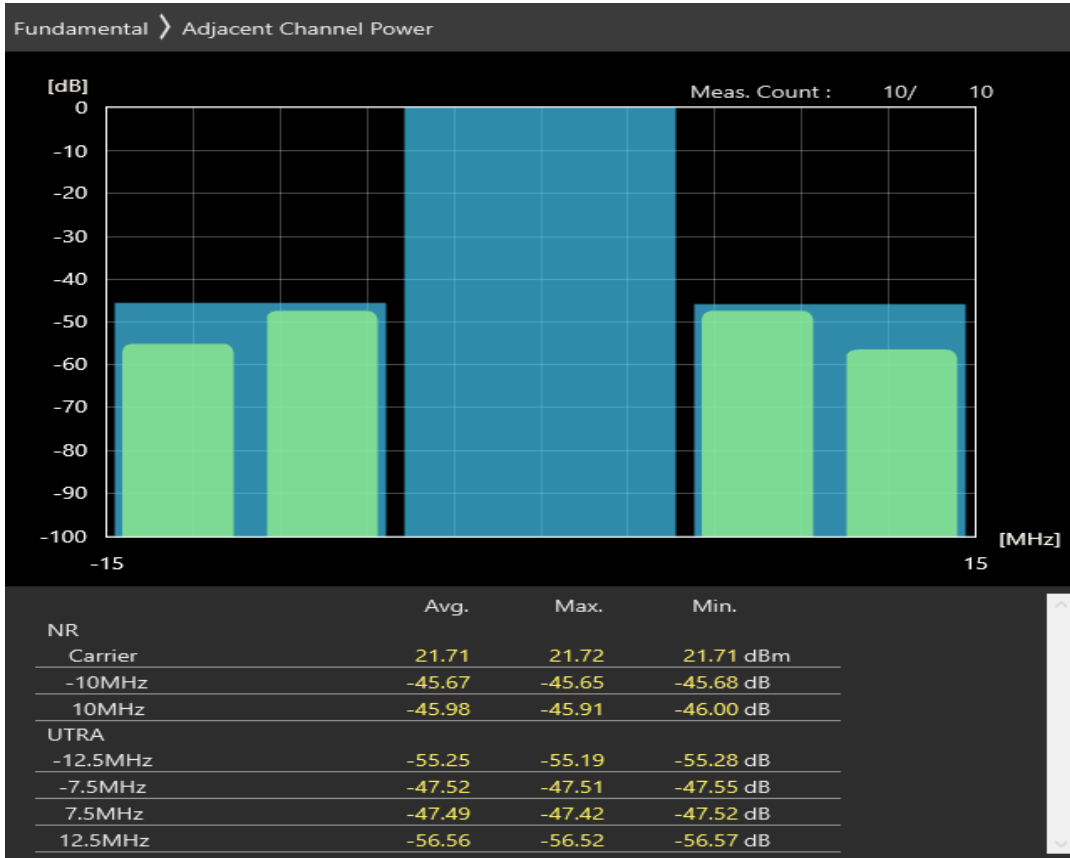 Fundamental 〉 Adjacent Channel Power
[dB]
Meas. Count : 10/ 10
0
-10
-20
-30
-40
-50
-60
-70
-80
-90
-100
[MHz]
-15 15
Avg. Max. Min.
NR
Carrier 21.71 21.72 21.71 dBm
-10MHz -45.67 -45.65 -45.68 dB
10MHz -45.98 -45.91 -46.00 dB
UTRA
-12.5MHz -55.25 -55.19 -55.28 dB
-7.5MHz -47.52 -47.51 -47.55 dB
7.5MHz -47.49 -47.42 -47.52 dB
12.5MHz -56.56 -56.52 -56.57 dB